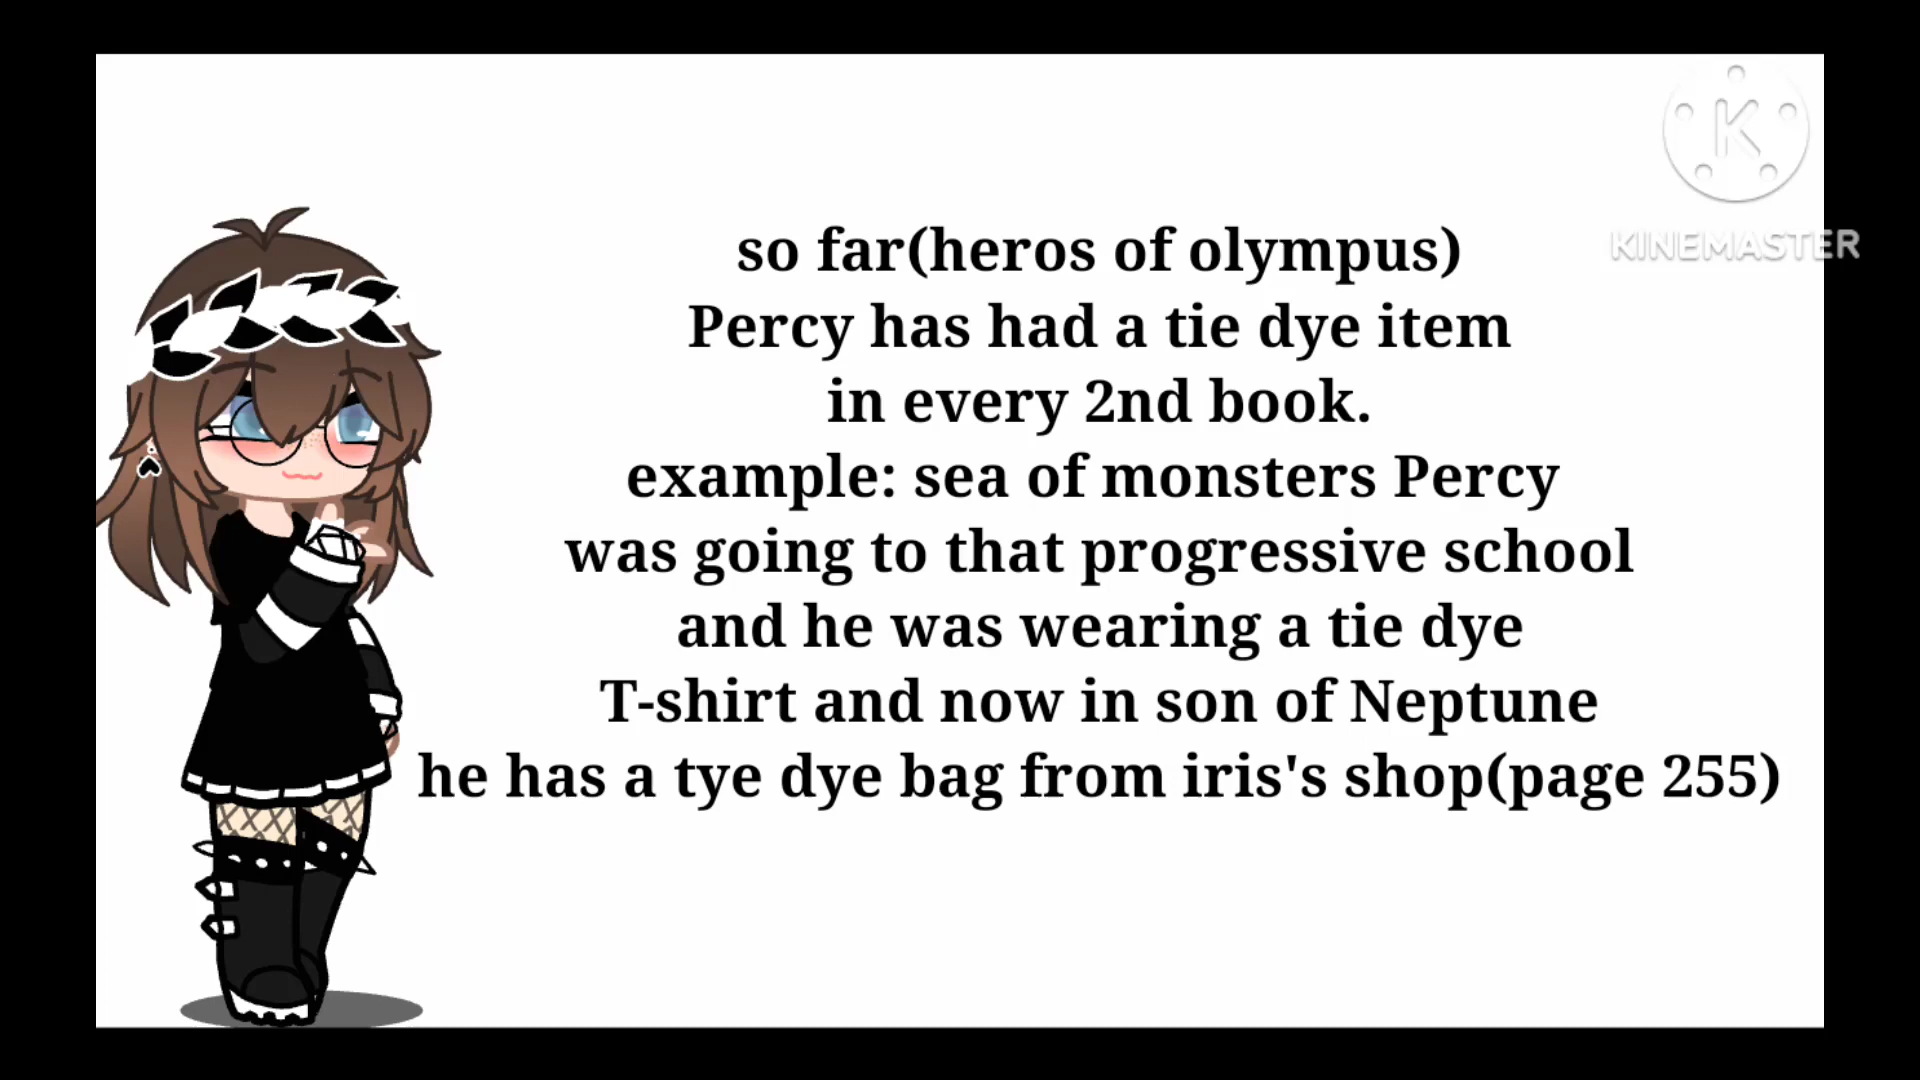 K
KINEMASTER
so far(heros of olympus)
Percy has had a tie dye item
in every 2nd book.
example: sea of monsters Percy
was going to that progressive school
and he was wearing a tie dye
T-shirt and now in son of Neptune
he has a tye dye bag from iris's shop(page 255)